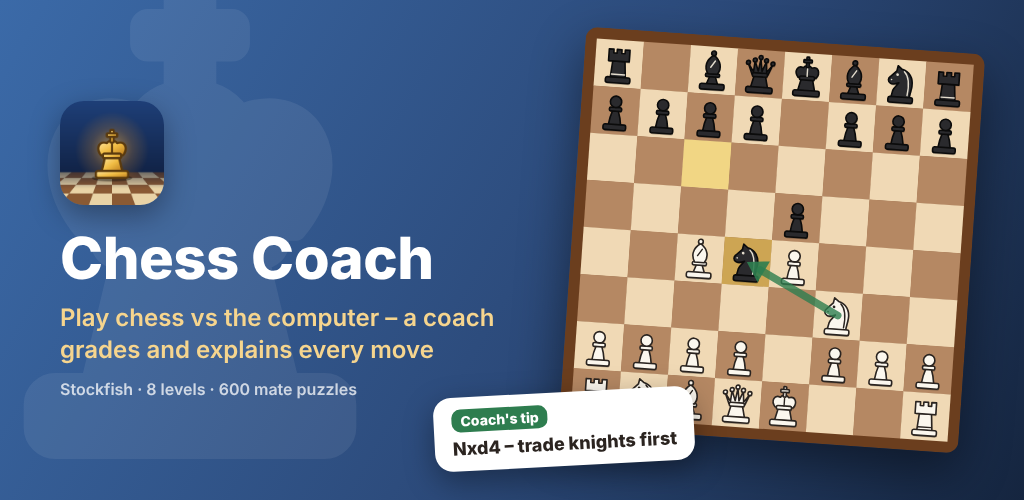 Chess Coach
Play chess vs the computer – a coach
grades and explains every move
Stockfish · 8 levels · 600 mate puzzles
Coach's tip
Nxd4 – trade knights first